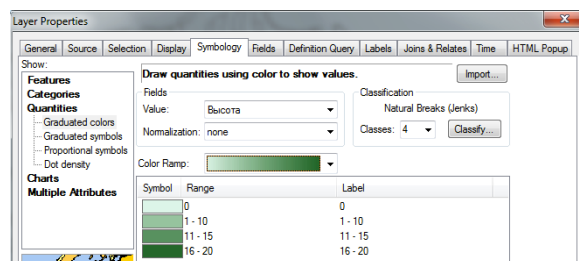 Layer Properties
General Source Selection Display Symbology Fields Definition Query Labels Joins & Relates Time HTML Popup
Show:
Features
Categories
Quantities
Graduated colors
Graduated symbols
Proportional symbols
Dot density
Charts
Multiple Attributes
Draw quantities using color to show values.
Import...
Fields
Value: Высота
Normalization: none
Classification
Natural Breaks (Jenks)
Classes: 4 Classify...
Color Ramp:
Symbol Range Label
0 0
1 - 10 1 - 10
11 - 15 11 - 15
16 - 20 16 - 20